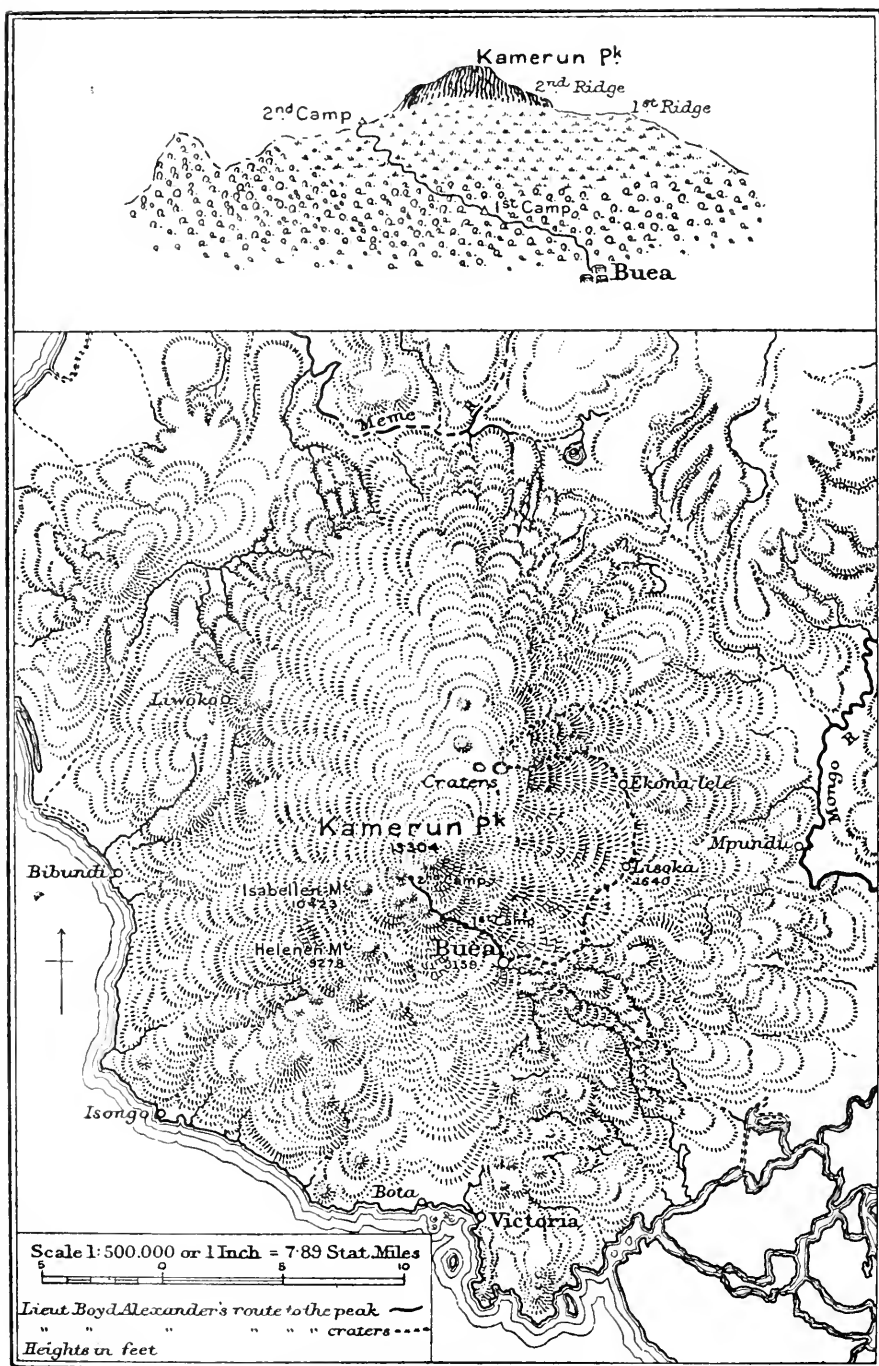 Kamerun Pk
2nd Ridge
1st Ridge
2nd Camp
1st Camp
Buea
Meme R
Liwoko
Craters
Ekona lele
Mongo R
Kamerun Pk
13304
Mpundu
Lisoka
1640
Bibundi
Isabellen Mt
10423
2nd Camp
1st Camp
Helenen Mt
9278
Buea
3158
Isongo
Bota
Victoria
Scale 1:500.000 or 1 Inch = 7·89 Stat. Miles
5 0 5 10
Lieut Boyd Alexander's route to the peak
" " " " " " craters
Heights in feet